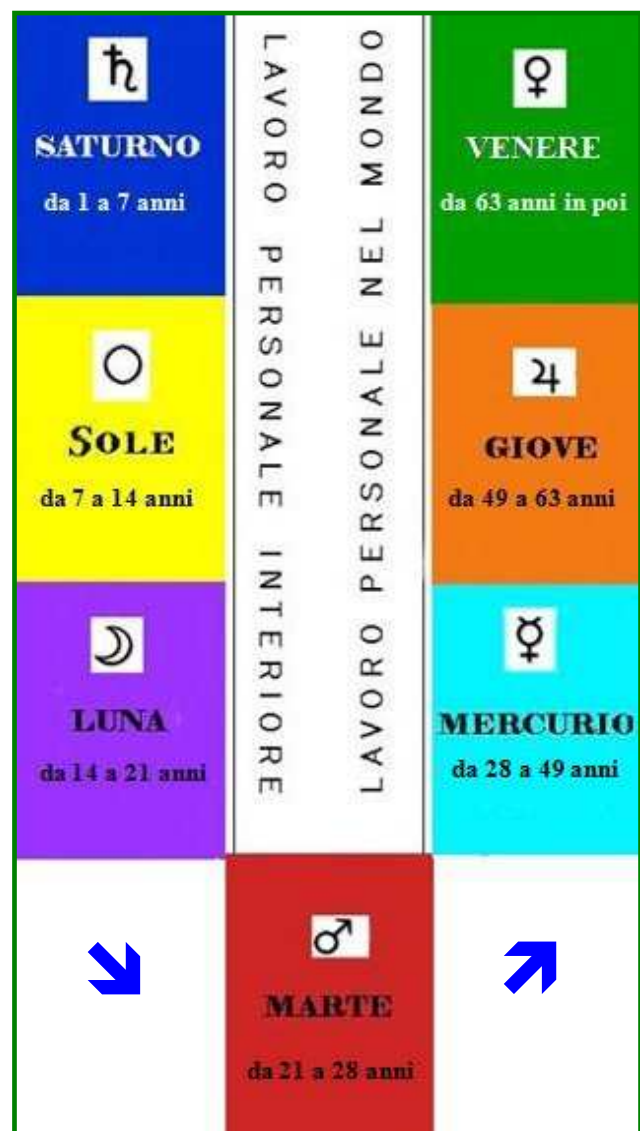 SATURNO
da 1 a 7 anni
SOLE
da 7 a 14 anni
LUNA
da 14 a 21 anni
LAVORO PERSONALE INTERIORE
LAVORO PERSONALE NEL MONDO
VENERE
da 63 anni in poi
GIOVE
da 49 a 63 anni
MERCURIO
da 28 a 49 anni
MARTE
da 21 a 28 anni